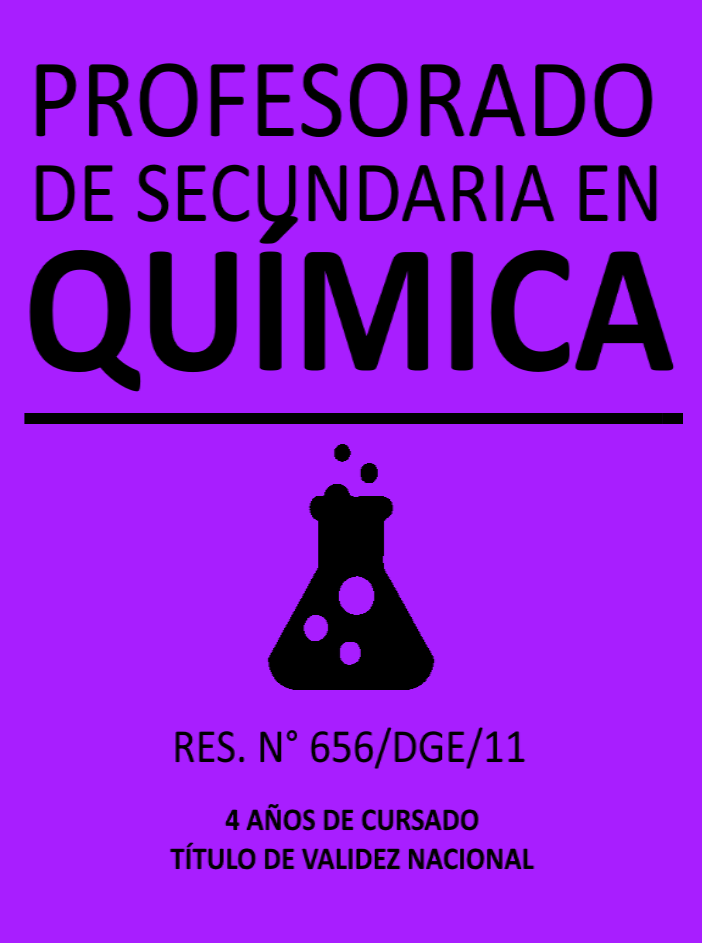 PROFESORADO
DE SECUNDARIA EN
QUÍMICA
RES. N° 656/DGE/11
4 AÑOS DE CURSADO
TÍTULO DE VALIDEZ NACIONAL